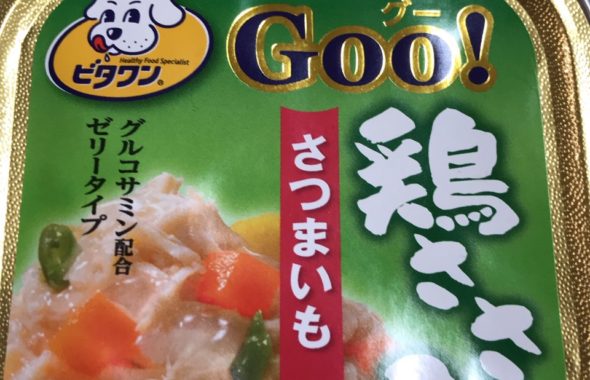 Healthy Food Specialist
ビタワン®
グー
Goo!
鶏ささ
さつまいも
グルコサミン配合
ゼリータイプ